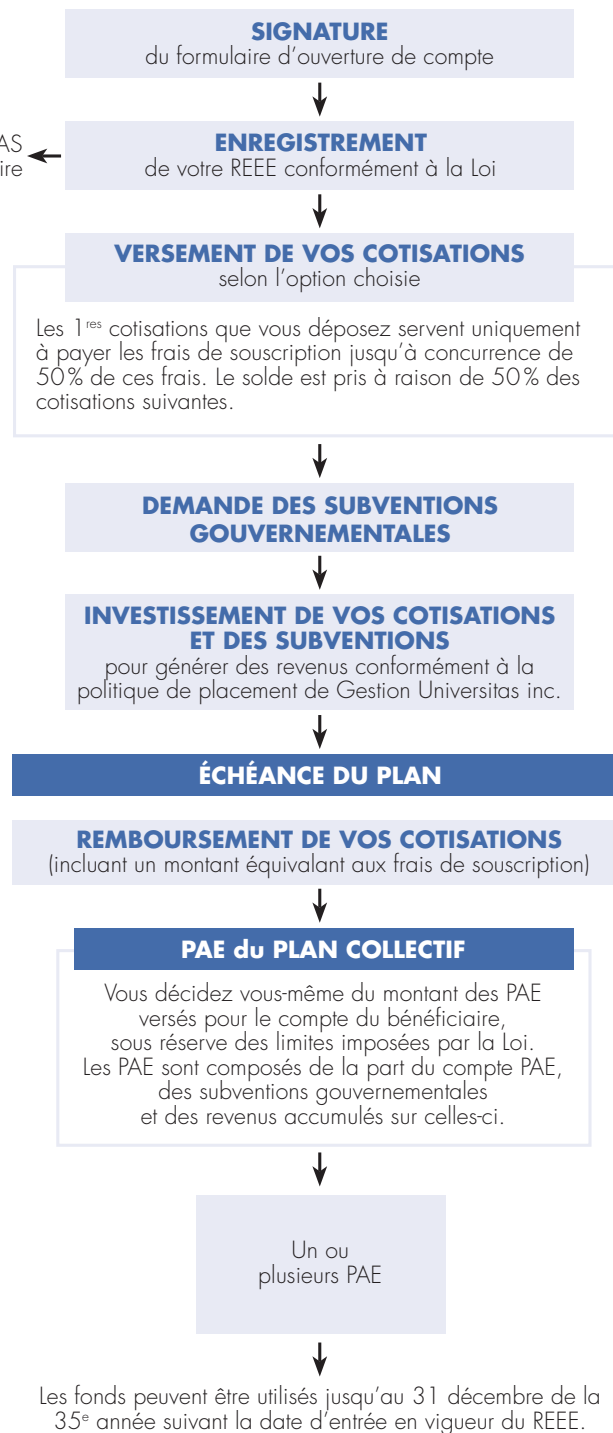 SIGNATURE
du formulaire d'ouverture de compte
ENREGISTREMENT
de votre REEE conformément à la Loi
VERSEMENT DE VOS COTISATIONS
selon l'option choisie
Les 1res cotisations que vous déposez servent uniquement
à payer les frais de souscription jusqu'à concurrence de
50 % de ces frais. Le solde est pris à raison de 50 % des
cotisations suivantes.
DEMANDE DES SUBVENTIONS
GOUVERNEMENTALES
INVESTISSEMENT DE VOS COTISATIONS
ET DES SUBVENTIONS
pour générer des revenus conformément à la
politique de placement de Gestion Universitas inc.
ÉCHÉANCE DU PLAN
REMBOURSEMENT DE VOS COTISATIONS
(incluant un montant équivalant aux frais de souscription)
PAE du PLAN COLLECTIF
Vous décidez vous-même du montant des PAE
versés pour le compte du bénéficiaire,
sous réserve des limites imposées par la Loi.
Les PAE sont composés de la part du compte PAE,
des subventions gouvernementales
et des revenus accumulés sur celles-ci.
Un ou
plusieurs PAE
Les fonds peuvent être utilisés jusqu'au 31 décembre de la
35e année suivant la date d'entrée en vigueur du REEE.